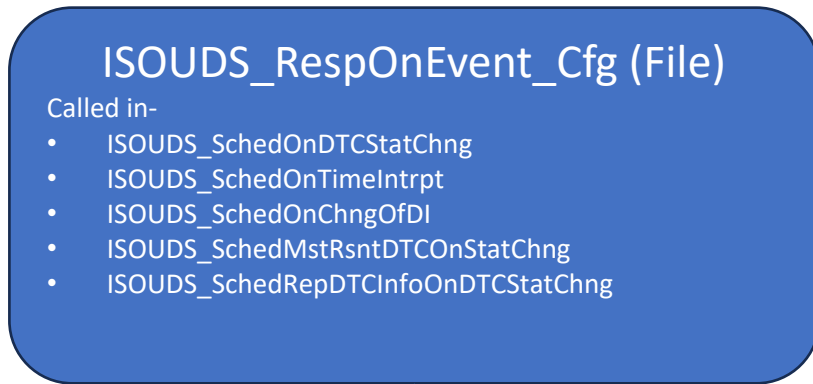 ISOUDS_RespOnEvent_Cfg (File)
Called in-
• ISOUDS_SchedOnDTCStatChng
• ISOUDS_SchedOnTimeIntrpt
• ISOUDS_SchedOnChngOfDI
• ISOUDS_SchedMstRsntDTCOnStatChng
• ISOUDS_SchedRepDTCInfoOnDTCStatChng